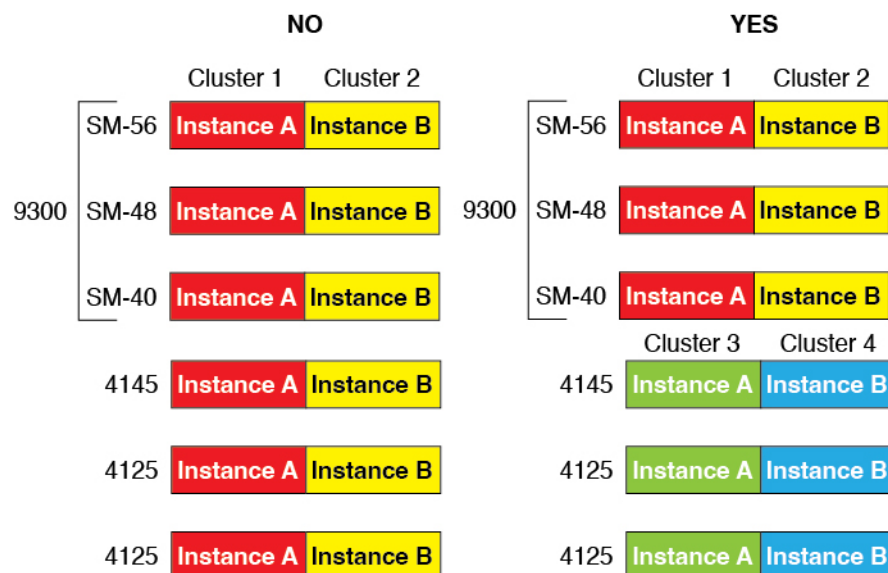 NO YES
Cluster 1 Cluster 2 Cluster 1 Cluster 2
SM-56 Instance A Instance B SM-56 Instance A Instance B
9300 SM-48 Instance A Instance B 9300 SM-48 Instance A Instance B
SM-40 Instance A Instance B SM-40 Instance A Instance B
Cluster 3 Cluster 4
4145 Instance A Instance B 4145 Instance A Instance B
4125 Instance A Instance B 4125 Instance A Instance B
4125 Instance A Instance B 4125 Instance A Instance B